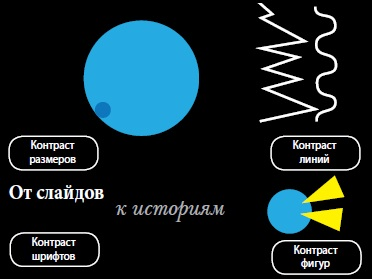 Контраст
размеров
Контраст
линий
От слайдов
к историям
Контраст
шрифтов
Контраст
фигур